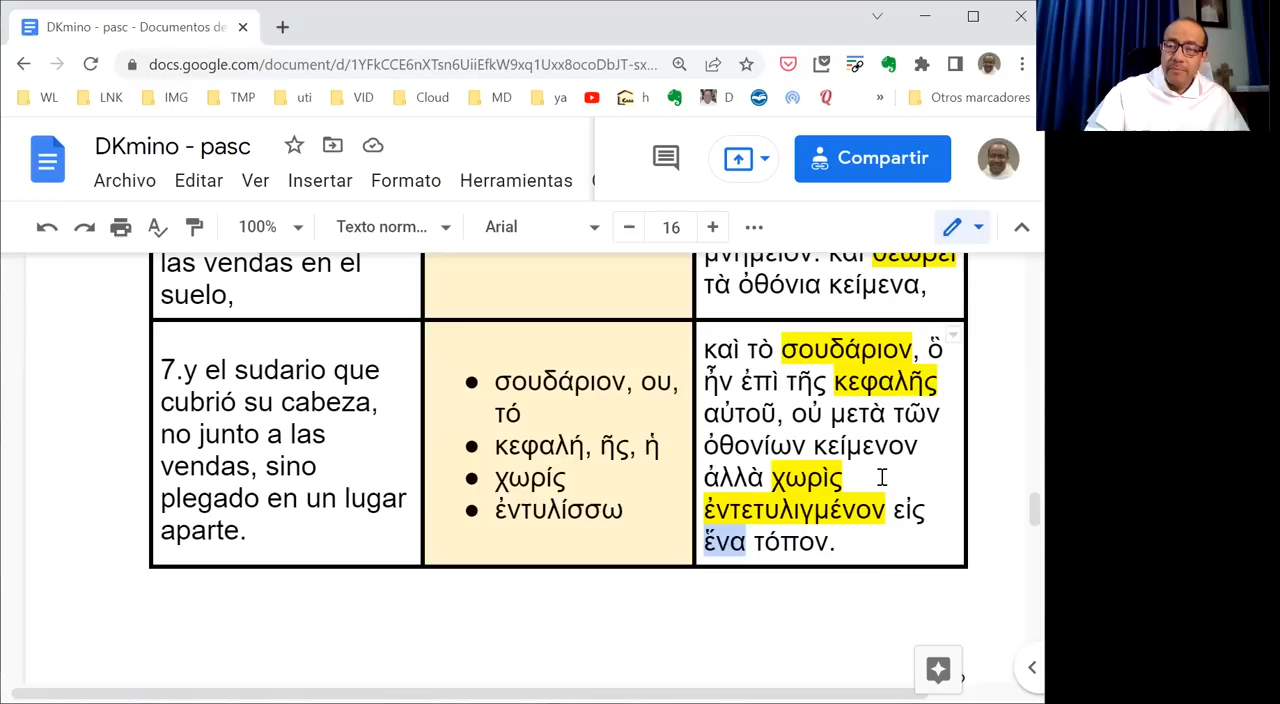 DKmino - pasc - Documentos de
docs.google.com/document/d/1YFkCCE6nXTsn6UiiEfkW9xq1Uxx8ocoDbJT-sx...
WL LNK IMG TMP uti VID Cloud MD ya h D » Otros marcadores
DKmino - pasc
Compartir
Archivo Editar Ver Insertar Formato Herramientas
100% Texto norm... Arial 16
las vendas en el
suelo,
μνημεῖον. καὶ θεωρεῖ
τὰ ὀθόνια κείμενα,
7.y el sudario que
cubrió su cabeza,
no junto a las
vendas, sino
plegado en un lugar
aparte.
● σουδάριον, ου,
τό
● κεφαλή, ῆς, ἡ
● χωρίς
● ἐντυλίσσω
καὶ τὸ σουδάριον, ὃ
ἦν ἐπὶ τῆς κεφαλῆς
αὐτοῦ, οὐ μετὰ τῶν
ὀθονίων κείμενον
ἀλλὰ χωρὶς
ἐντετυλιγμένον εἰς
ἕνα τόπον.